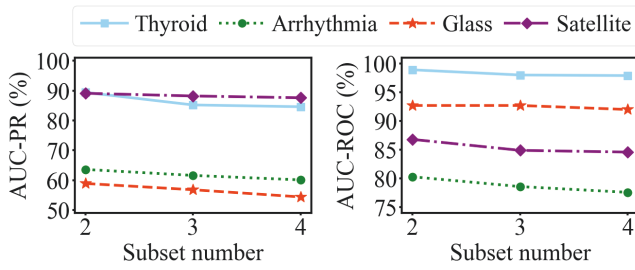 Thyroid Arrhythmia Glass Satellite
AUC-PR (%)
100
90
80
70
60
50
2 3 4
Subset number
AUC-ROC (%)
100
95
90
85
80
75
2 3 4
Subset number